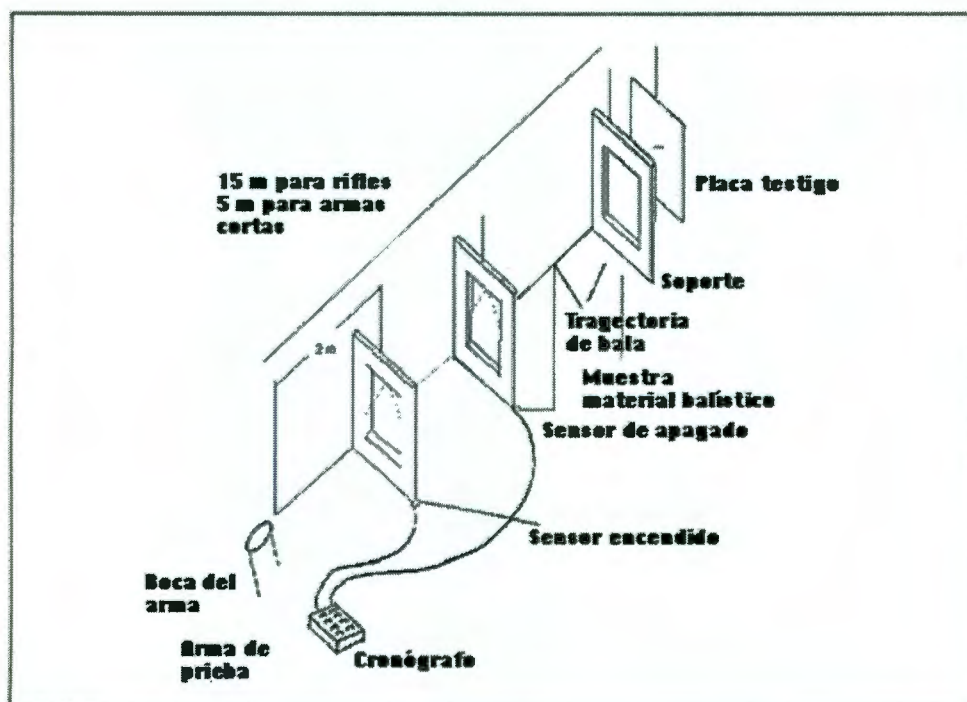 15 m para rifles
5 m para armas
cortas
Placa testigo
2m
Soporte
Tragectoria
de bala
Muestra
material balístico
Sensor de apagado
Sensor encendido
Boca del
arma
Arma de
prieba
Cronógrafo